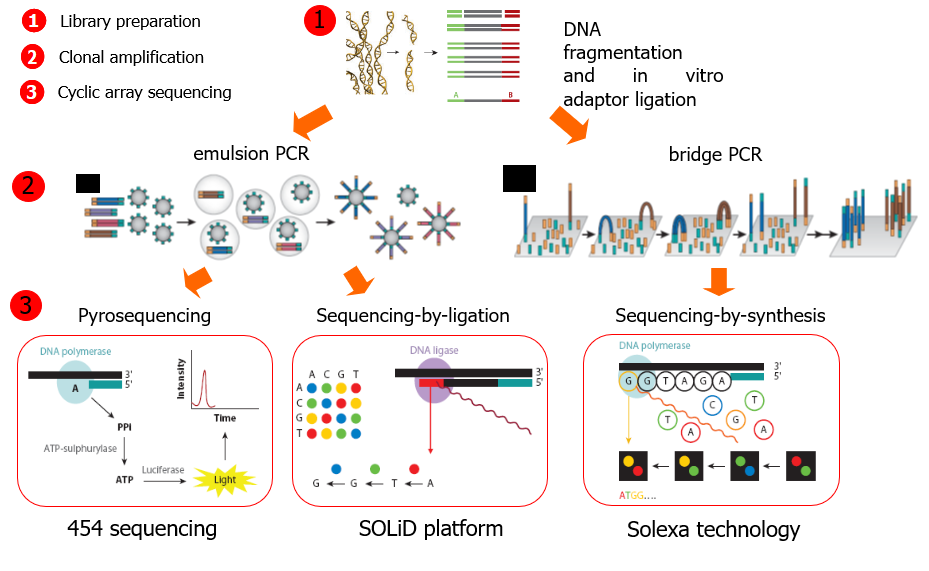 1 Library preparation
2 Clonal amplification
3 Cyclic array sequencing
1
A B
DNA
fragmentation
and in vitro
adaptor ligation
emulsion PCR
bridge PCR
2
3
Pyrosequencing
Sequencing-by-ligation
Sequencing-by-synthesis
DNA polymerase
3'
5'
A
PPi
ATP-sulphurylase
ATP
Luciferase
Light
Intensity
Time
DNA ligase
3'
5'
A C G T
A
C
G
T
G G T A
DNA polymerase
3'
5'
G G T A G A
C T
T A G A
ATGG....
454 sequencing
SOLiD platform
Solexa technology